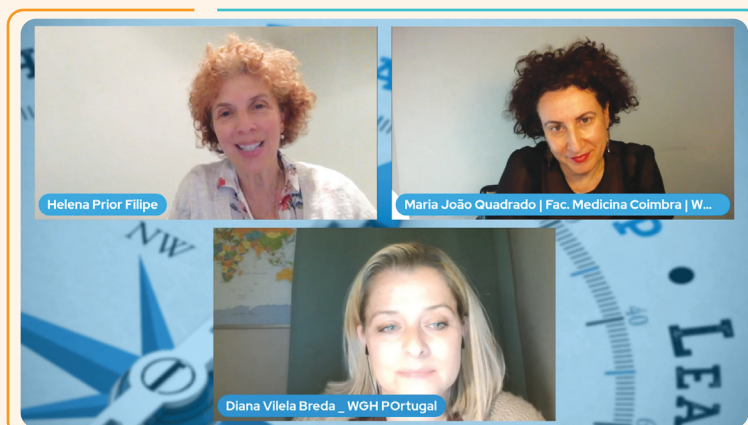 Helena Prior Filipe
Maria João Quadrado | Fac. Medicina Coimbra | W...
NW
Diana Vilela Breda _ WGH POrtugal
40
LEA